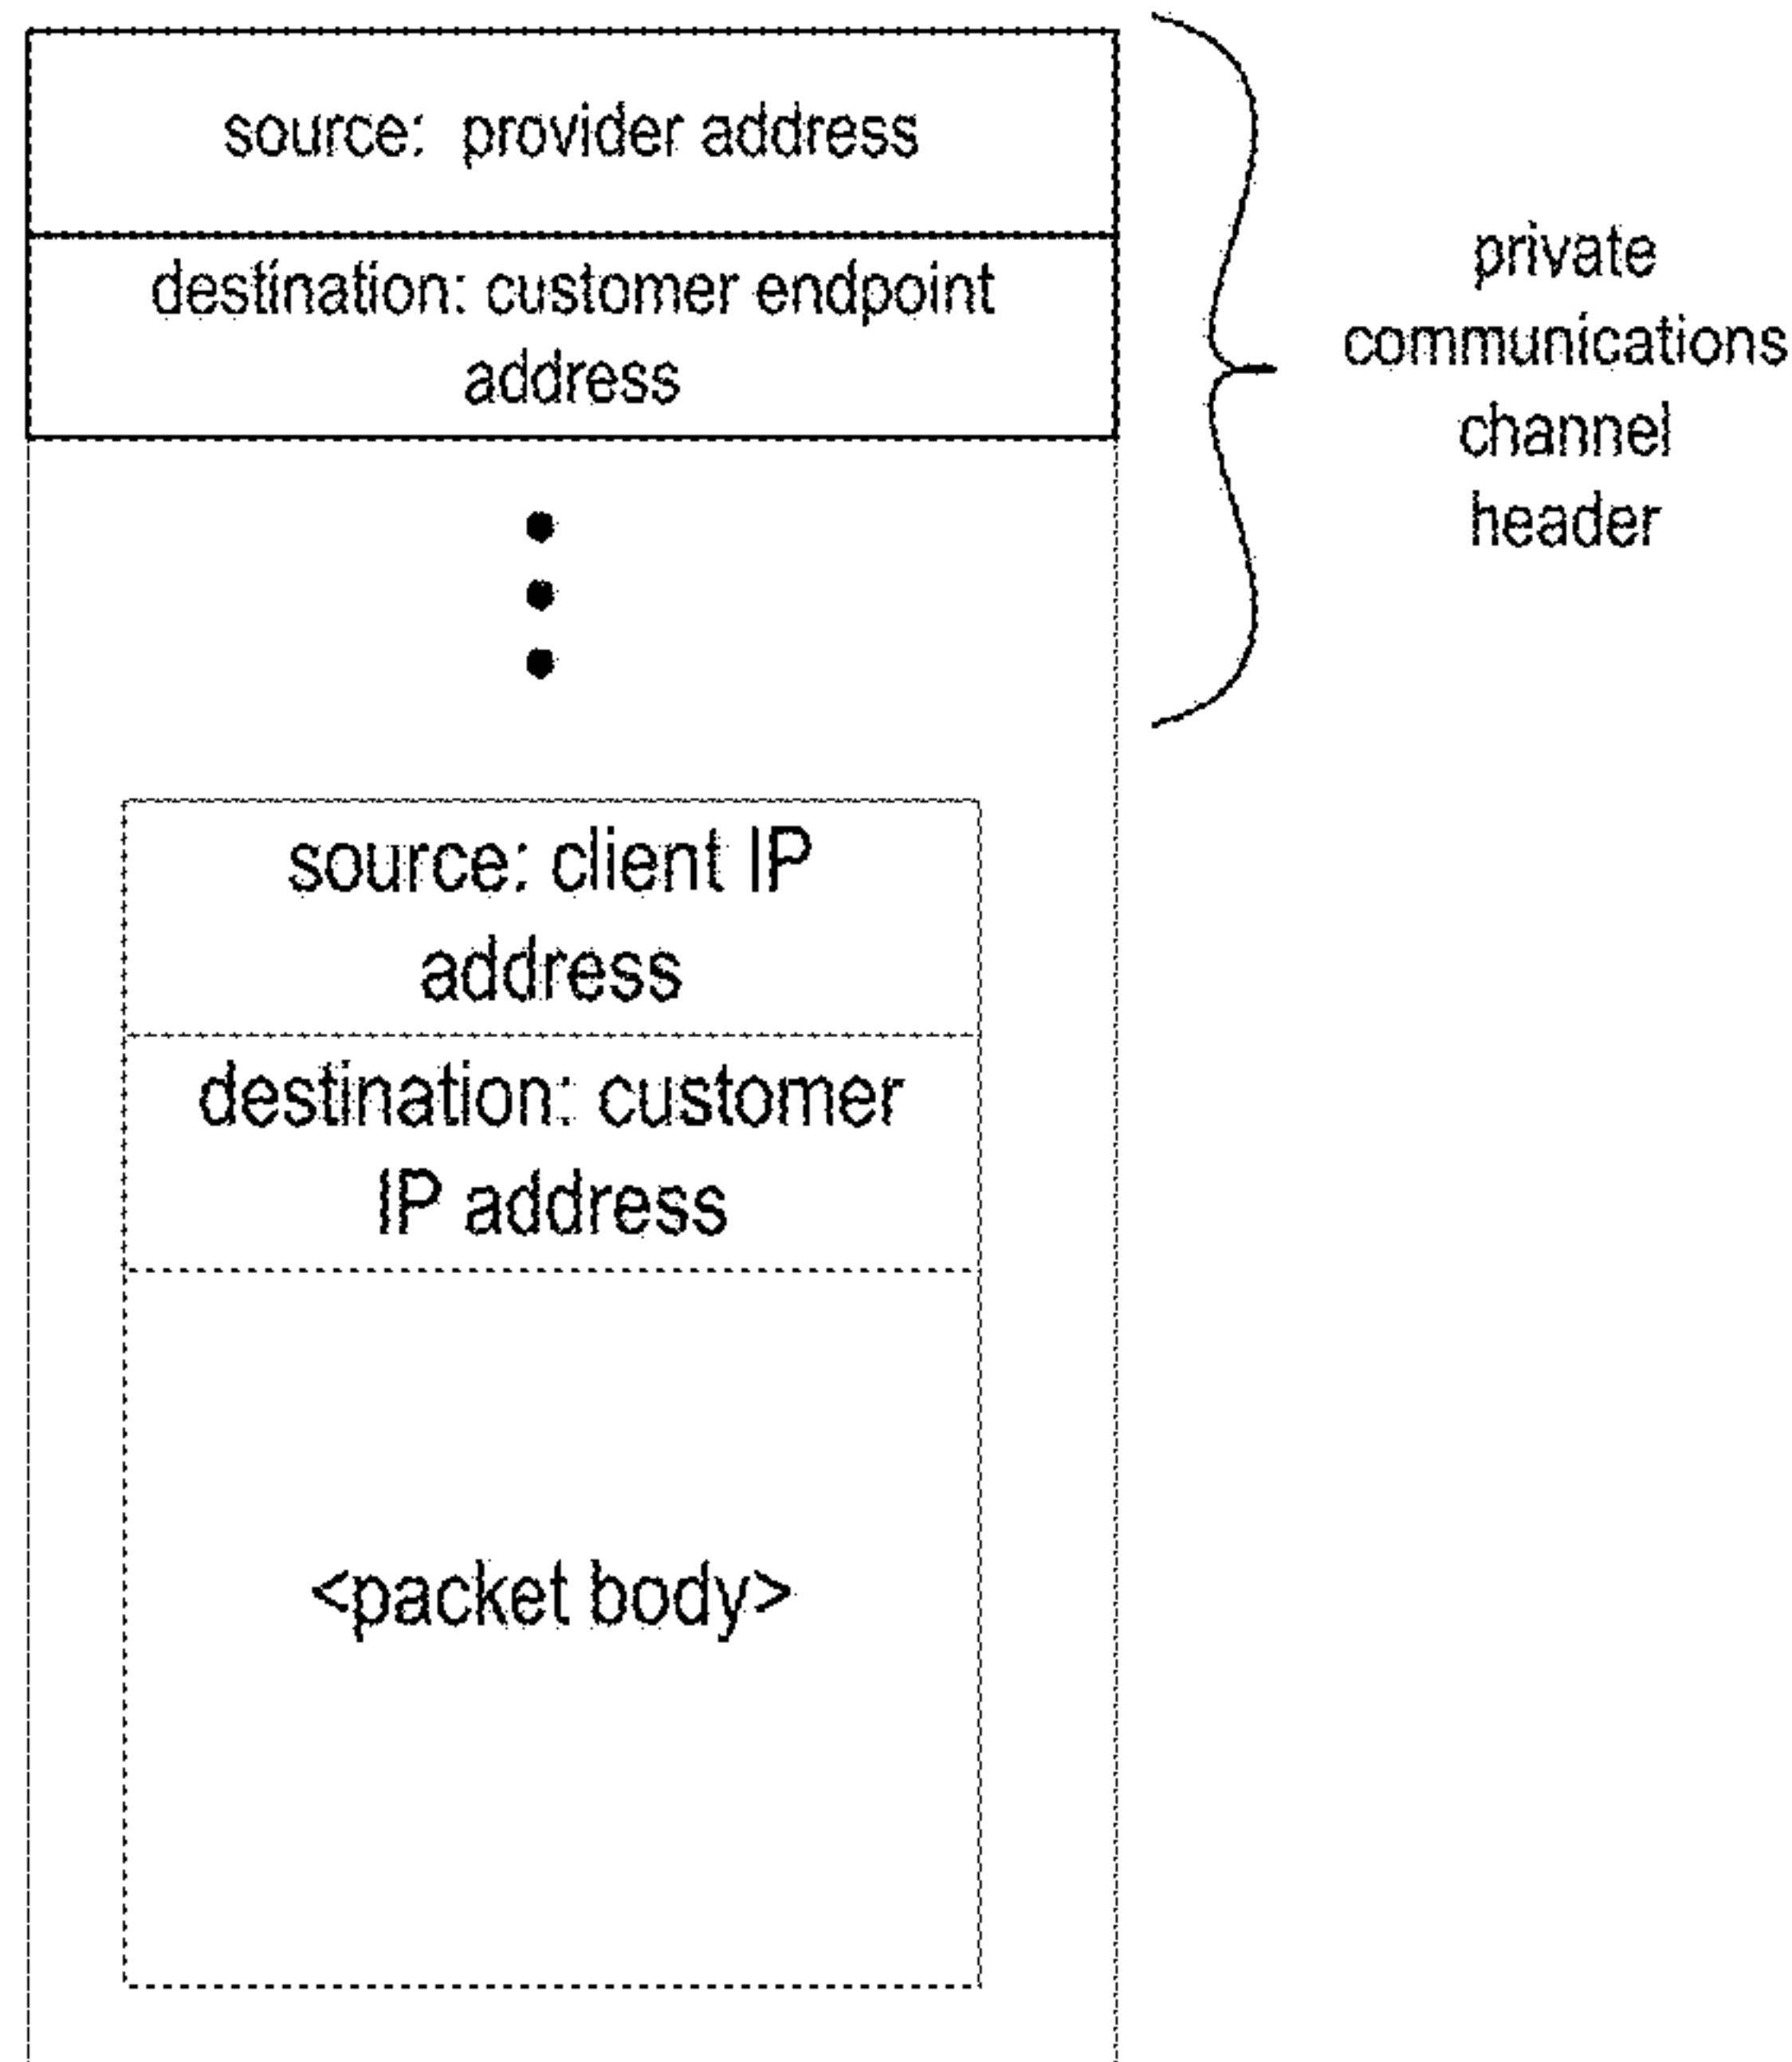 source: provider address
destination: customer endpoint
address
private
communications
channel
header
source: client IP
address
destination: customer
IP address
<packet body>